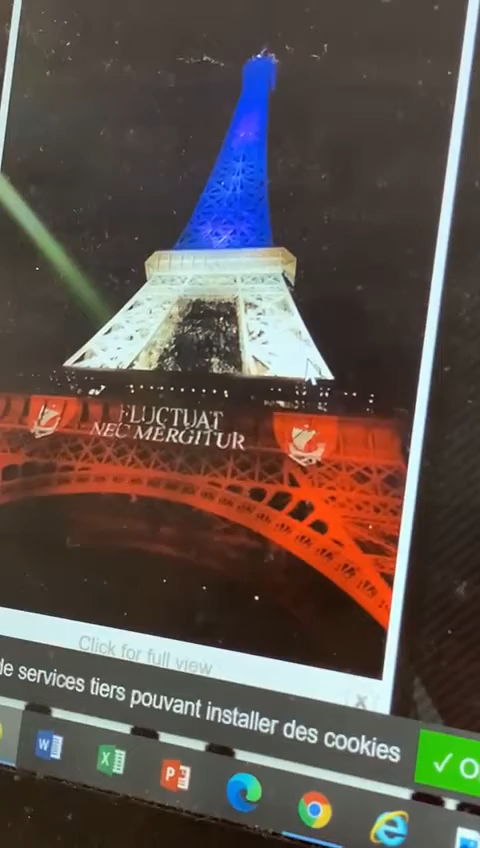 FLUCTUAT
NEC MERGITUR
Click for full view
de services tiers pouvant installer des cookies
✓ O